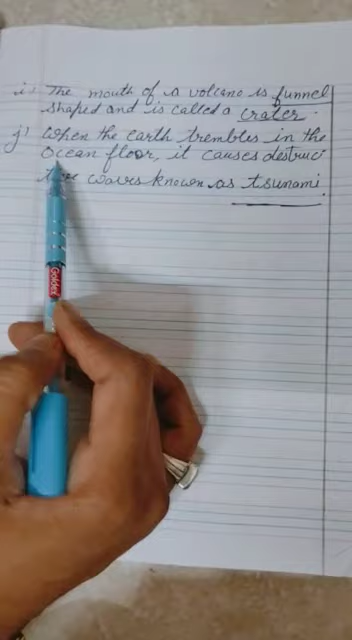 i) The mouth of a volcano is funnel
shaped and is called a crater.
j) When the earth trembles in the
ocean floor, it causes destruc
tive waves known as tsunami.
Goldex